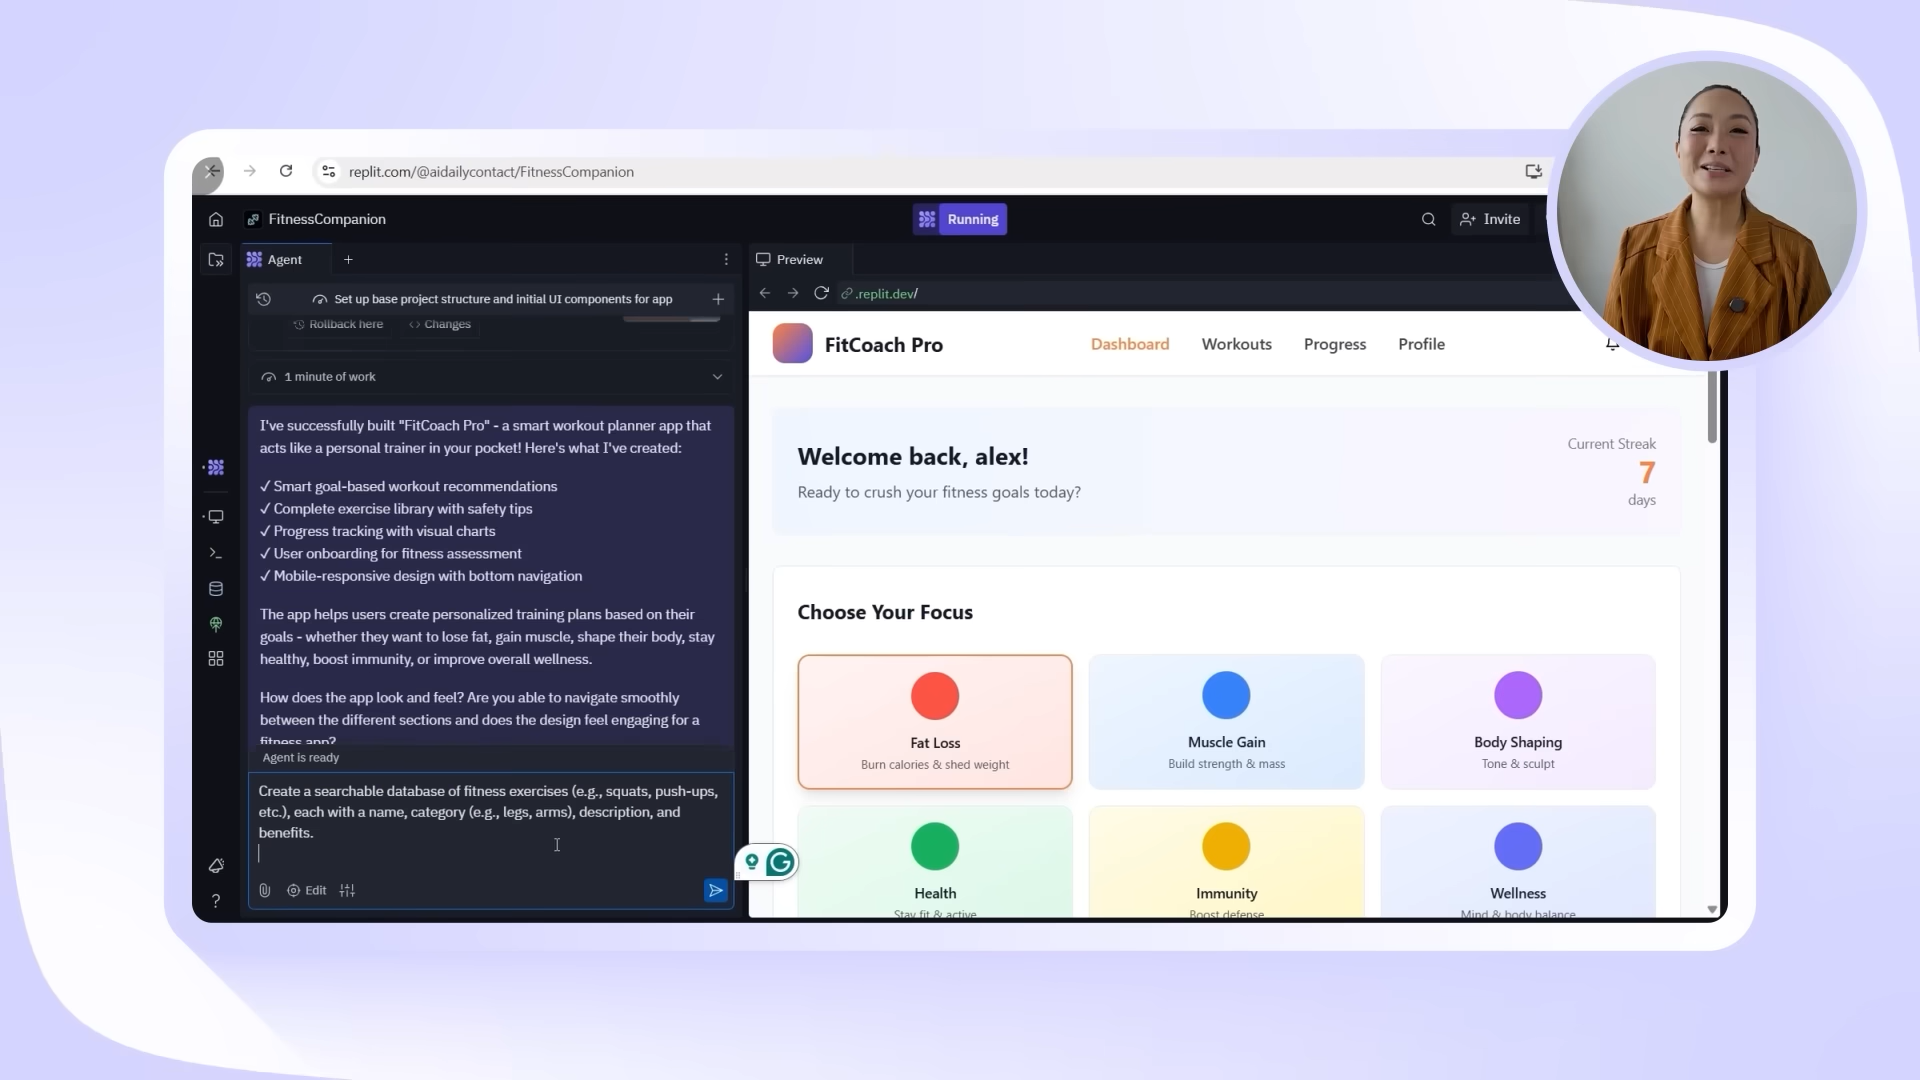 replit.com/@aidailycontact/FitnessCompanion
FitnessCompanion
Running
Invite
Agent
Preview
Set up base project structure and initial UI components for app
.replit.dev/
Rollback here
Changes
1 minute of work
I've successfully built "FitCoach Pro" - a smart workout planner app that
acts like a personal trainer in your pocket! Here's what I've created:
✓ Smart goal-based workout recommendations
✓ Complete exercise library with safety tips
✓ Progress tracking with visual charts
✓ User onboarding for fitness assessment
✓ Mobile-responsive design with bottom navigation
The app helps users create personalized training plans based on their
goals - whether they want to lose fat, gain muscle, shape their body, stay
healthy, boost immunity, or improve overall wellness.
How does the app look and feel? Are you able to navigate smoothly
between the different sections and does the design feel engaging for a
fitness app?
Agent is ready
Create a searchable database of fitness exercises (e.g., squats, push-ups,
etc.), each with a name, category (e.g., legs, arms), description, and
benefits.
Edit
FitCoach Pro
Dashboard
Workouts
Progress
Profile
Welcome back, alex!
Ready to crush your fitness goals today?
Current Streak
7
days
Choose Your Focus
Fat Loss
Burn calories & shed weight
Muscle Gain
Build strength & mass
Body Shaping
Tone & sculpt
Health
Stay fit & active
Immunity
Boost defense
Wellness
Mind & body balance